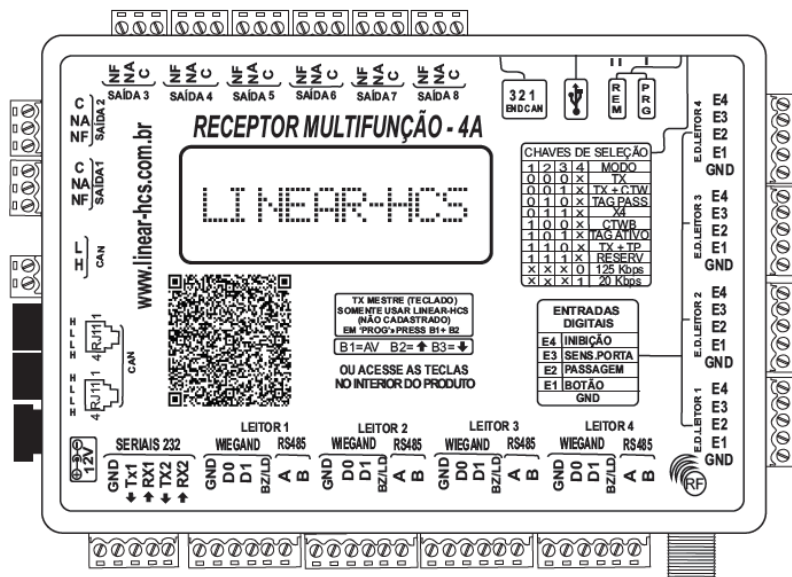 NF NA C
SAÍDA 3
NF NA C
SAÍDA 4
NF NA C
SAÍDA 5
NF NA C
SAÍDA 6
NF NA C
SAÍDA 7
NF NA C
SAÍDA 8
3 2 1
ENDCAN
REM
PRG
C
NA
NF
SAÍDA 2
C
NA
NF
SAÍDA1
L
H
CAN
H
L
L
H
4 RJ11 1
H
L
L
H
4 RJ11 1
CAN
www.linear-hcs.com.br
RECEPTOR MULTIFUNÇÃO - 4A
LINEAR-HCS
CHAVES DE SELEÇÃO
1 2 3 4 MODO
0 0 0 x TX
0 0 1 x TX + CTW
0 1 0 x TAG PASS
0 1 1 x X4
1 0 0 x CTWB
1 0 1 x TAG ATIVO
1 1 0 x TX + TP
1 1 1 x RESERV
x x x 0 125 Kbps
x x x 1 20 Kbps
TX MESTRE (TECLADO)
SOMENTE USAR LINEAR-HCS
(NÃO CADASTRADO)
EM 'PROG'+PRESS B1+ B2
B1=AV B2=⬆ B3=⬇
OU ACESSE AS TECLAS
NO INTERIOR DO PRODUTO
ENTRADAS
DIGITAIS
E4 INIBIÇÃO
E3 SENS.PORTA
E2 PASSAGEM
E1 BOTÃO
GND
E.D.LEITOR 4
E4
E3
E2
E1
GND
E.D.LEITOR 3
E4
E3
E2
E1
GND
E.D.LEITOR 2
E4
E3
E2
E1
GND
E.D.LEITOR 1
E4
E3
E2
E1
GND
RF
12V
SERIAIS 232
GND
Tx1
RX1
TX2
RX2
LEITOR 1
WIEGAND RS485
GND D0 D1 BZ/LD A B
LEITOR 2
WIEGAND RS485
GND D0 D1 BZ/LD A B
LEITOR 3
WIEGAND RS485
GND D0 D1 BZ/LD A B
LEITOR 4
WIEGAND RS485
GND D0 D1 BZ/LD A B